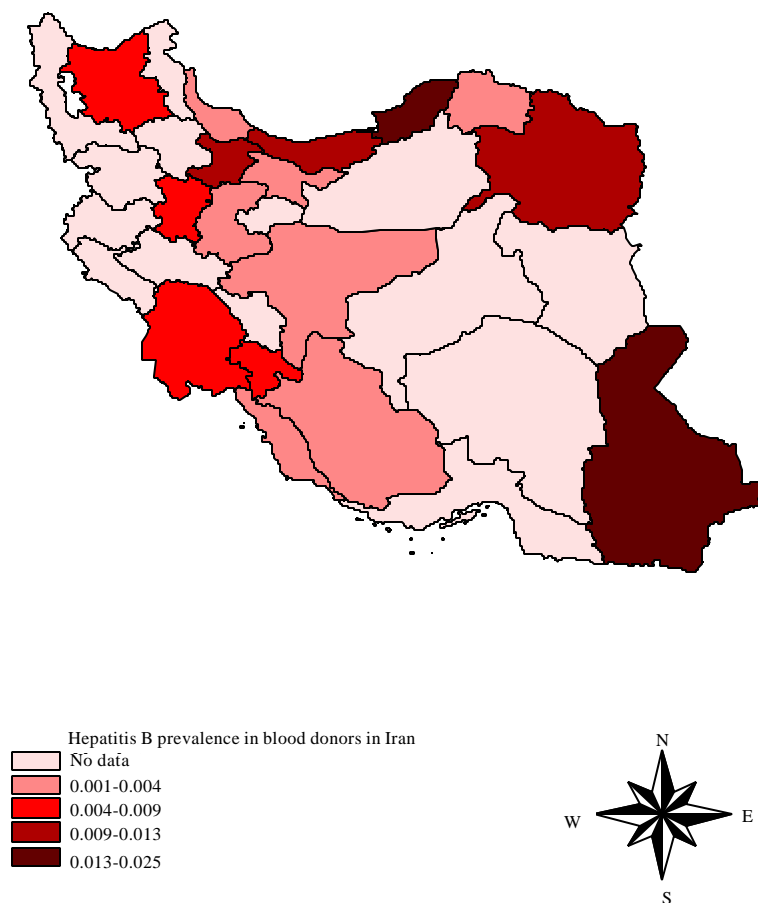 Hepatitis B prevalence in blood donors in Iran
No data
0.001-0.004
0.004-0.009
0.009-0.013
0.013-0.025
N
W
E
S